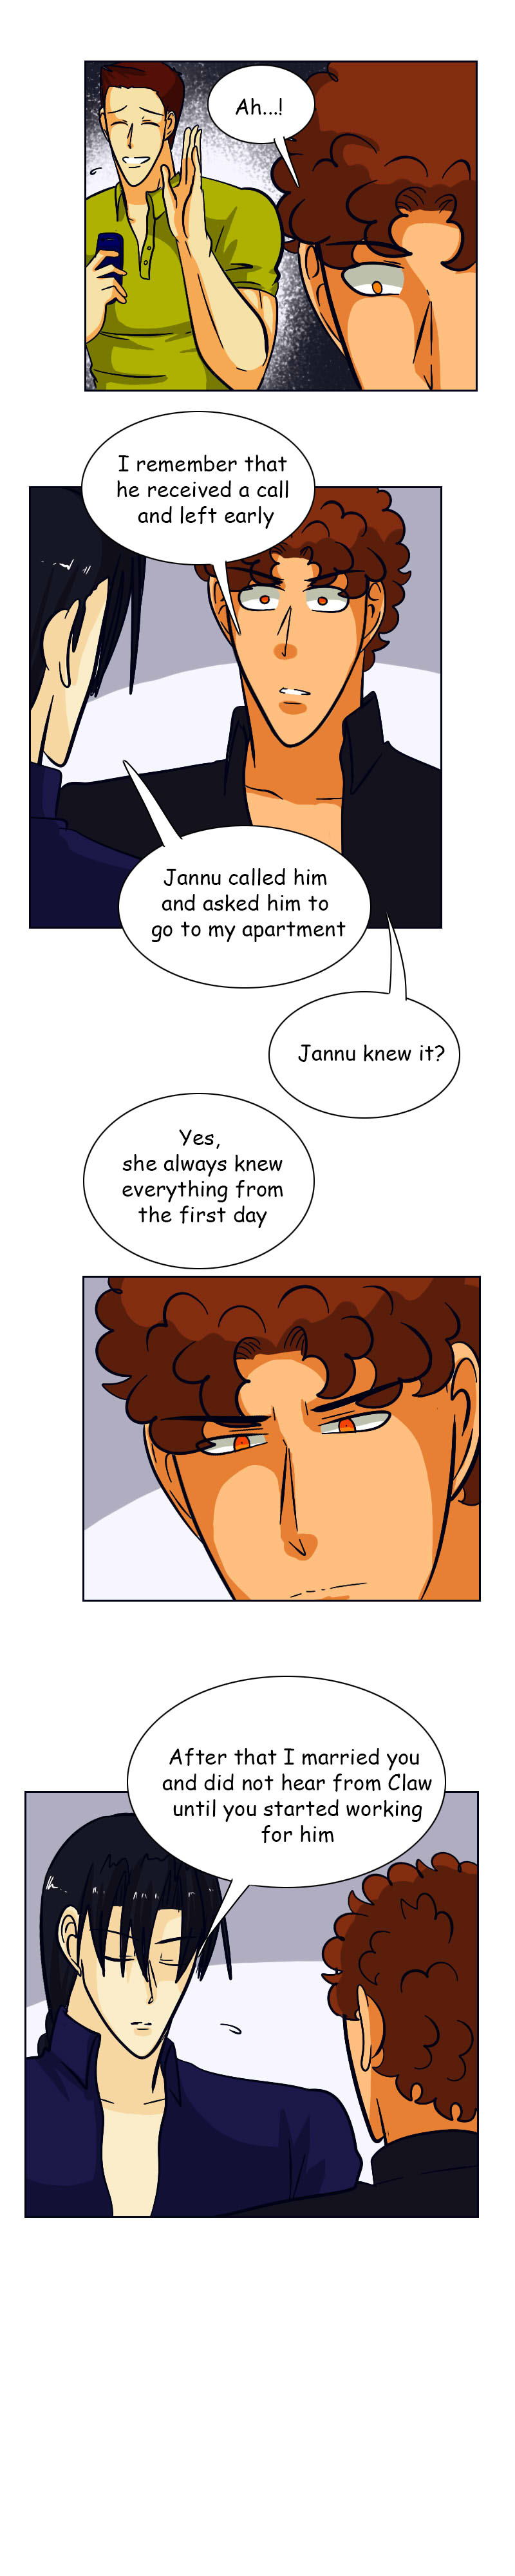 Ah...!
I remember that
he received a call
and left early
Jannu called him
and asked him to
go to my apartment
Jannu knew it?
Yes,
she always knew
everything from
the first day
After that I married you
and did not hear from Claw
until you started working
for him